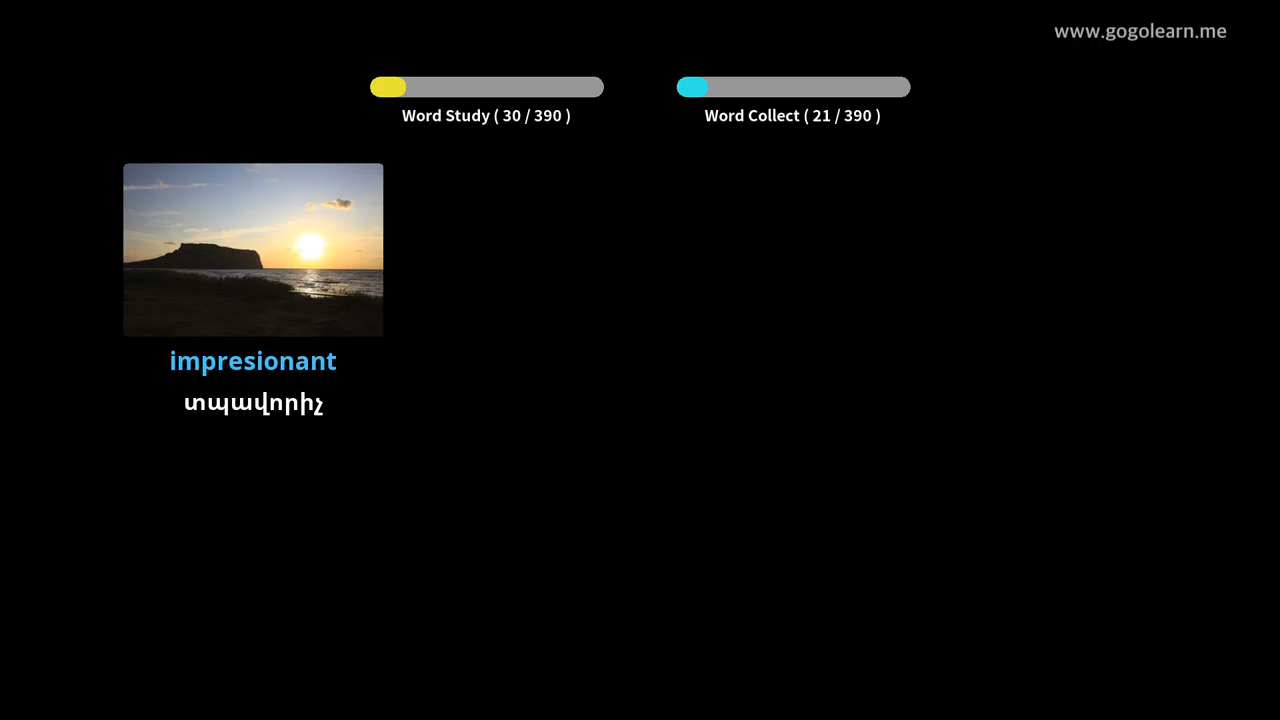 www.gogolearn.me
Word Study ( 30 / 390 )
Word Collect ( 21 / 390 )
impresionant
տպավորիչ